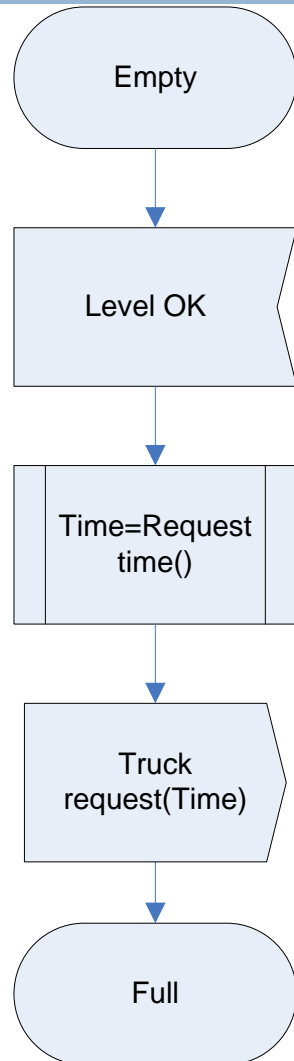 Empty
Level OK
Time=Request
time()
Truck
request(Time)
Full